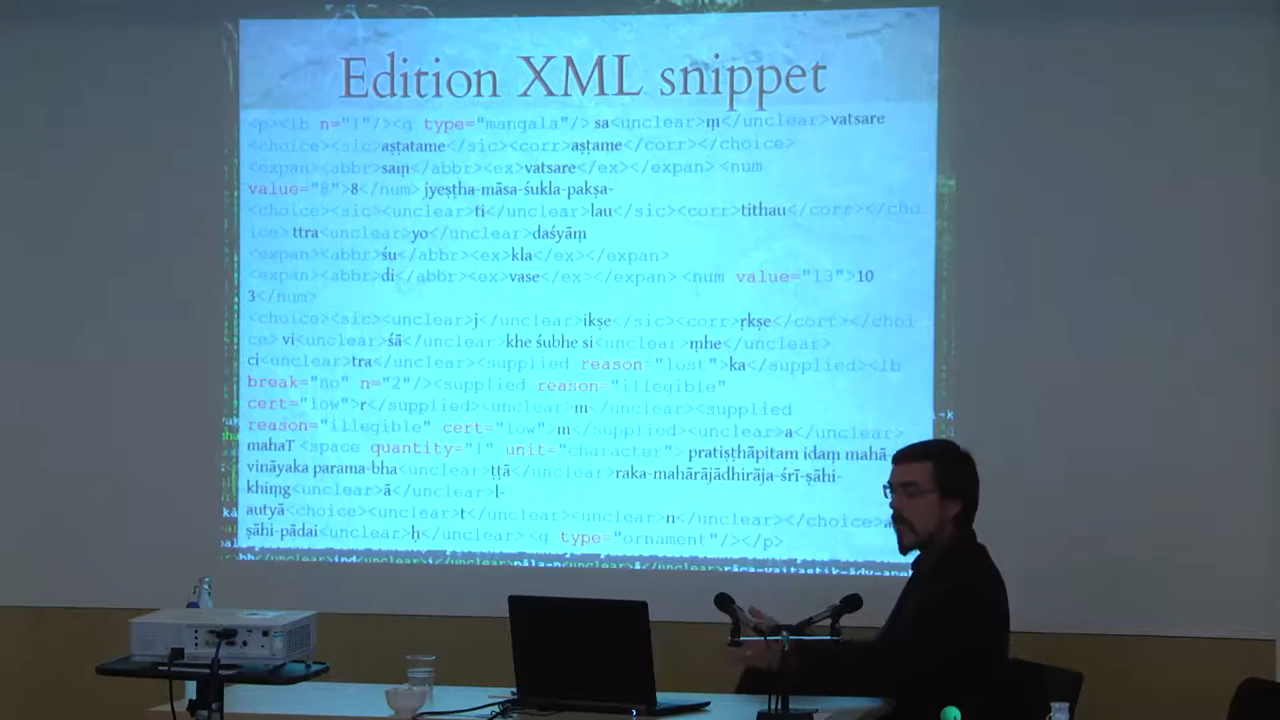 Edition XML snippet
<p><lb n="1"/><g type="mangala"/> sa<unclear>ṃ</unclear>vatsare
<choice><sic>aṣṭatame</sic><corr>aṣṭame</corr></choice>
<expan><abbr>saṃ</abbr><ex>vatsare</ex></expan> <num
value="8">8</num> jyeṣṭha-māsa-śukla-pakṣa-
<choice><sic><unclear>ti</unclear>lau</sic><corr>tithau</corr></cho
ice> ttra<unclear>yo</unclear>daśyāṃ
<expan><abbr>śu</abbr><ex>kla</ex></expan>
<expan><abbr>di</abbr><ex>vase</ex></expan> <num value="13">10
3</num>
<choice><sic><unclear>j</unclear>ikṣe</sic><corr>ṛkṣe</corr></choi
ce> vi<unclear>śā</unclear>khe śubhe si<unclear>ṃhe</unclear>
ci<unclear>tra</unclear><supplied reason="lost">ka</supplied><lb
break="no" n="2"/><supplied reason="illegible"
cert="low">r</supplied><unclear>m</unclear><supplied
reason="illegible" cert="low">m</supplied><unclear>a</unclear>
mahaT <space quantity="1" unit="character"> pratiṣṭhāpitam idaṃ mahā-
vināyaka parama-bha<unclear>ṭṭā</unclear>raka-mahārājādhirāja-śrī-ṣāhi-
khiṃg<unclear>ā</unclear>l-
autyā<choice><unclear>t</unclear><unclear>n</unclear></choice>
ṣāhi-pādai<unclear>ḥ</unclear><g type="ornament"/></p>